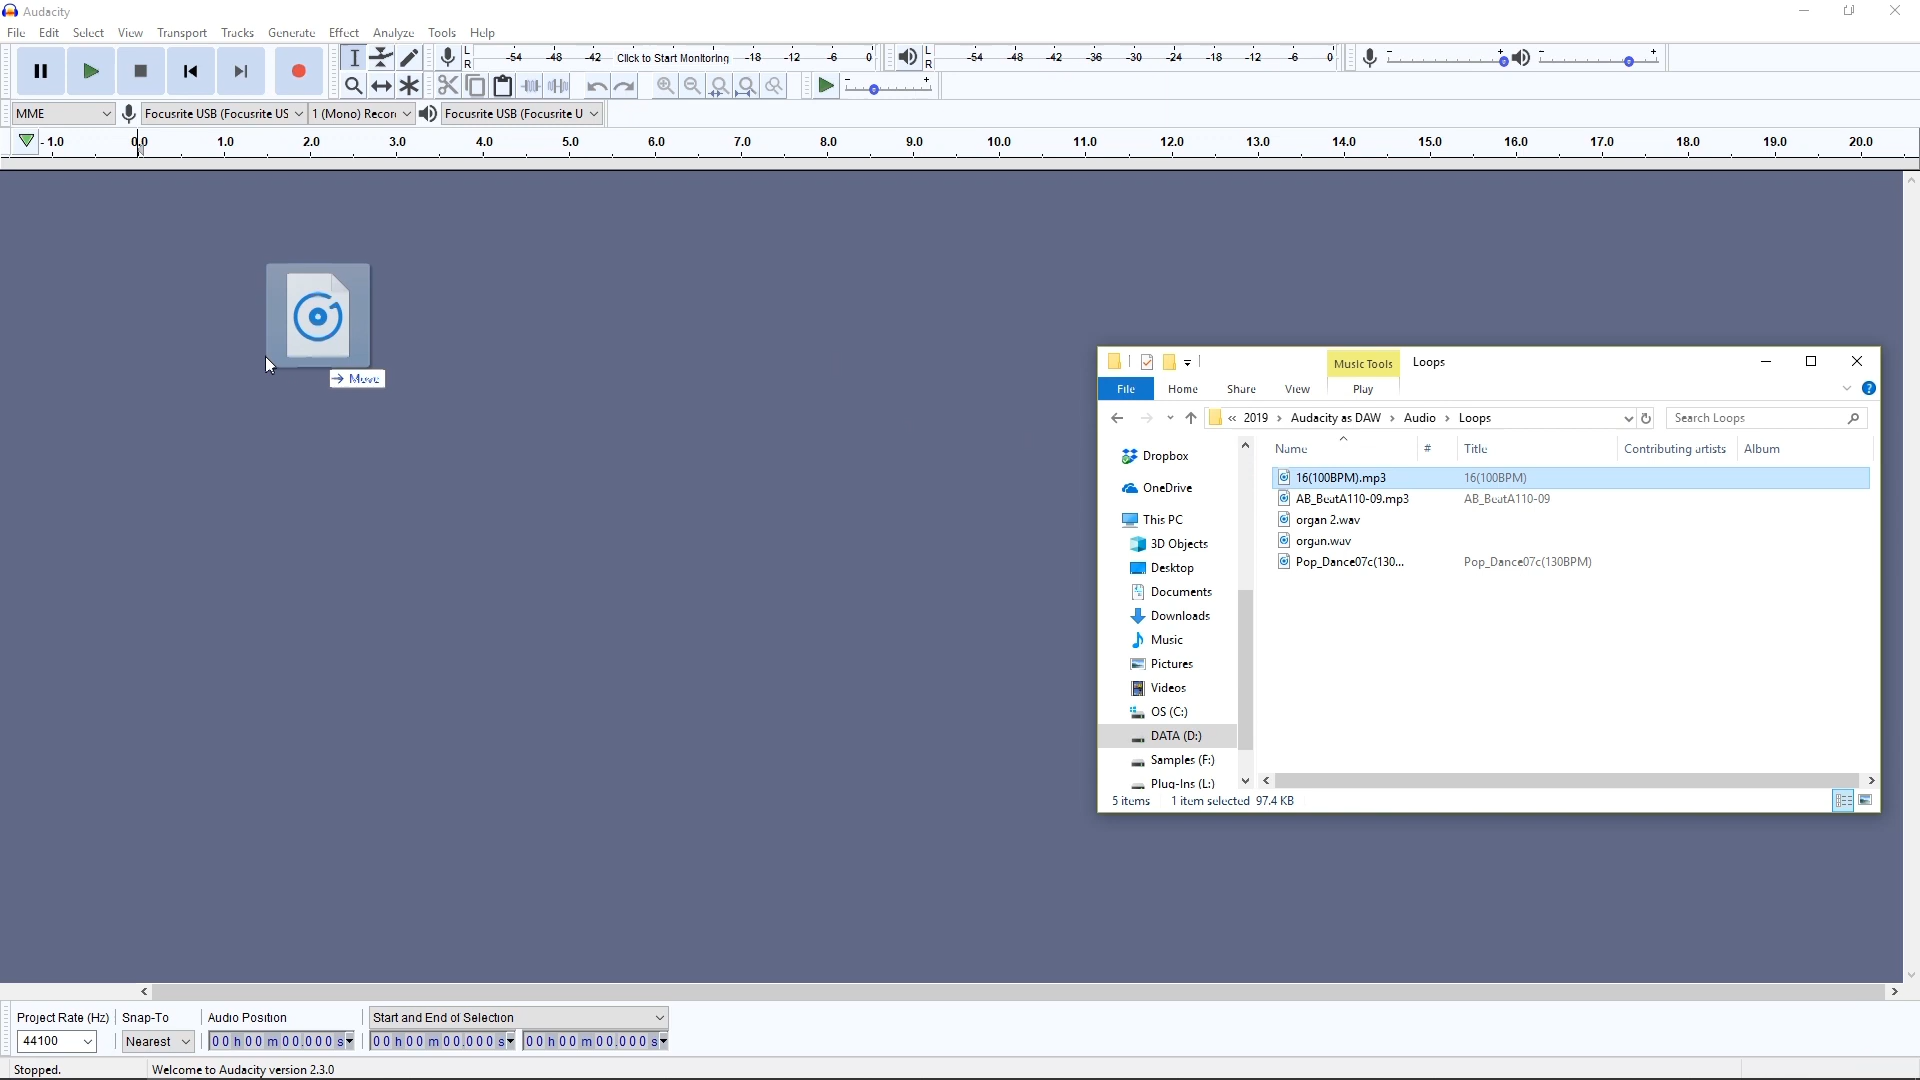 Audacity
File Edit Select View Transport Tracks Generate Effect Analyze Tools Help
L R -54 -48 -42 Click to Start Monitoring -18 -12 -6 0 L R -54 -48 -42 -36 -30 -24 -18 -12 -6 0 - + - +
- +
MME Focusrite USB (Focusrite US 1 (Mono) Recor Focusrite USB (Focusrite U
-1.0 0.0 1.0 2.0 3.0 4.0 5.0 6.0 7.0 8.0 9.0 10.0 11.0 12.0 13.0 14.0 15.0 16.0 17.0 18.0 19.0 20.0
Move
Music Tools Loops
File Home Share View Play
« 2019 > Audacity as DAW > Audio > Loops Search Loops
Name # Title Contributing artists Album
Dropbox
OneDrive
This PC
3D Objects
Desktop
Documents
Downloads
Music
Pictures
Videos
OS (C:)
DATA (D:)
Samples (F:)
Plug-Ins (L:)
16(100BPM).mp3 16(100BPM)
AB_BeatA110-09.mp3 AB_BeatA110-09
organ 2.wav
organ.wav
Pop_Dance07c(130... Pop_Dance07c(130BPM)
5 items 1 item selected 97.4 KB
Project Rate (Hz) Snap-To Audio Position Start and End of Selection
44100 Nearest 00 h 00 m 00.000 s 00 h 00 m 00.000 s 00 h 00 m 00.000 s
Stopped. Welcome to Audacity version 2.3.0